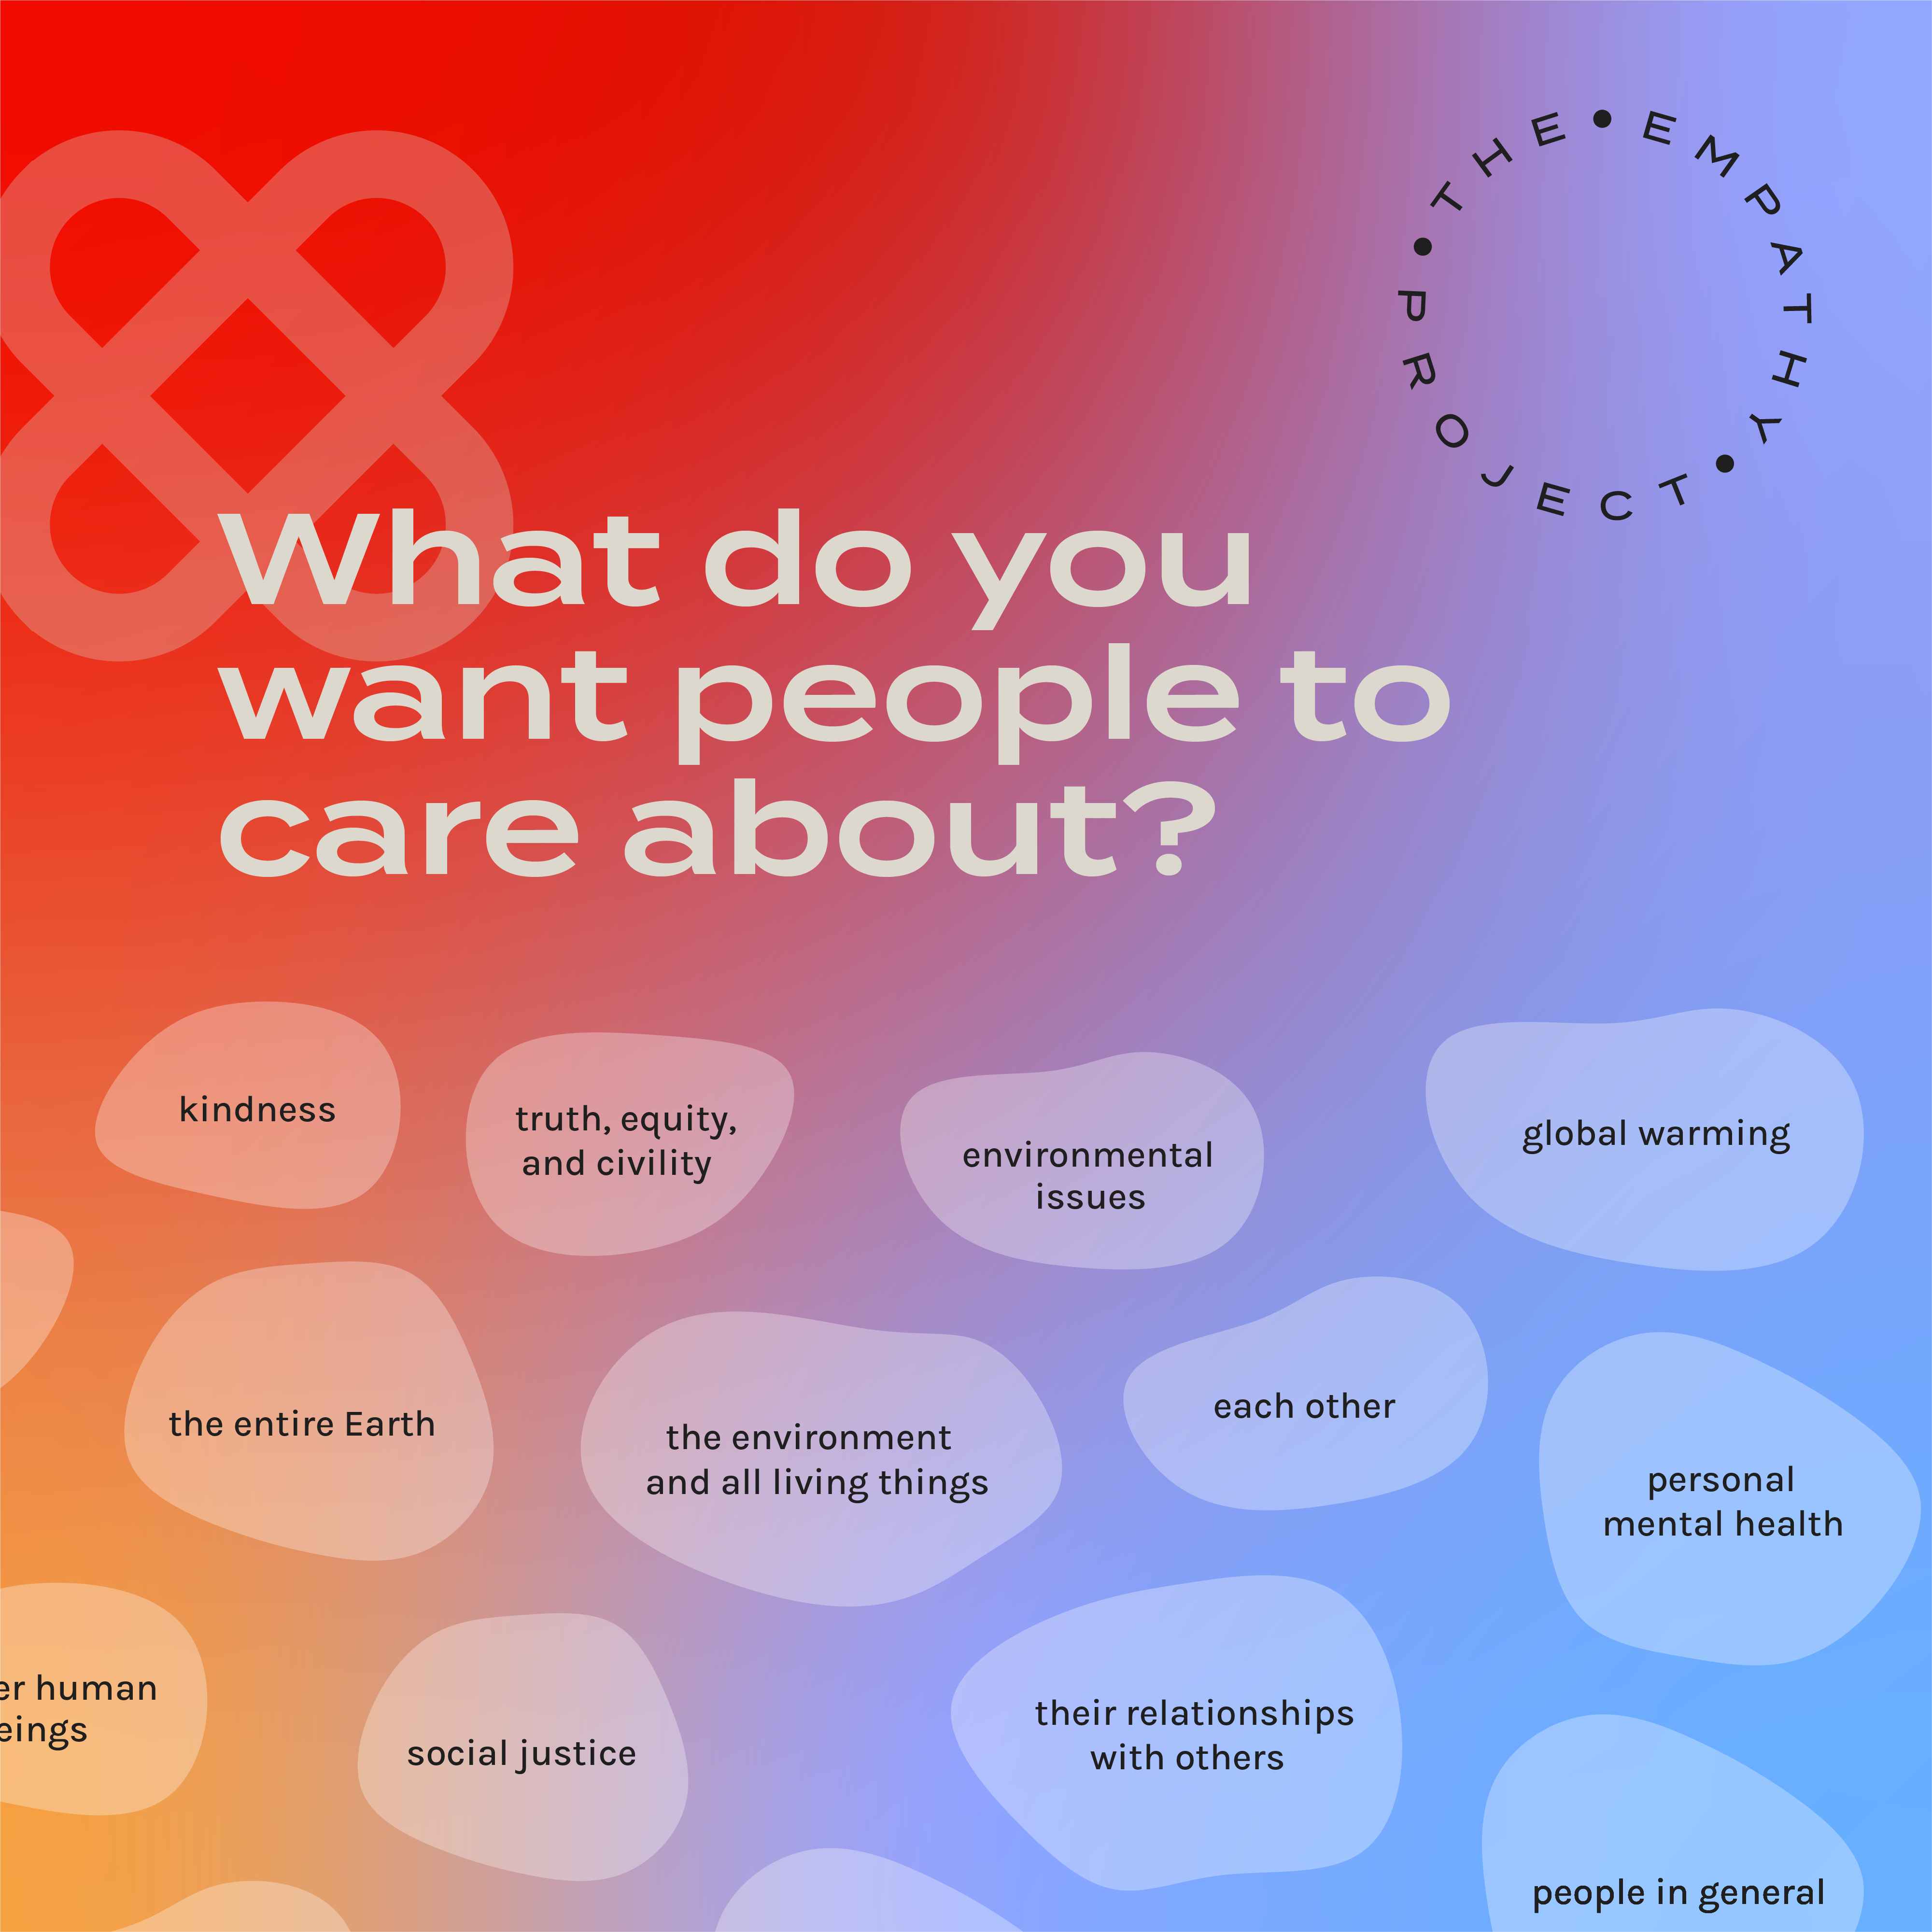 THE • EMPATHY • PROJECT •
What do you
want people to
care about?
kindness
truth, equity,
and civility
environmental
issues
global warming
the entire Earth
the environment
and all living things
each other
personal
mental health
er human
eings
social justice
their relationships
with others
people in general